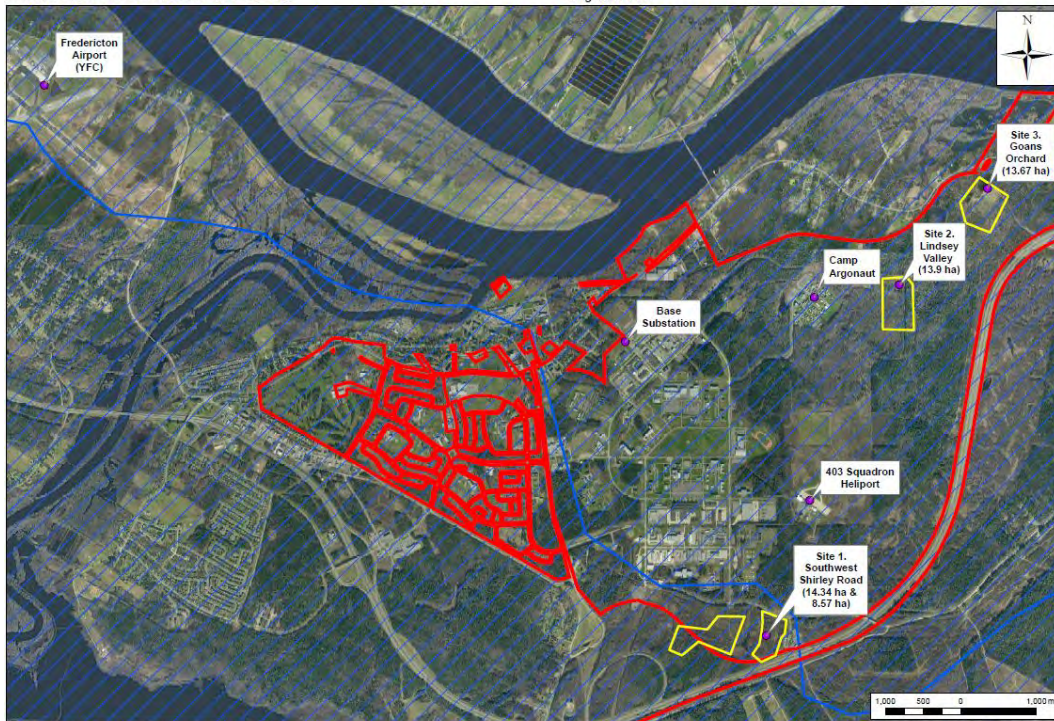 N
Fredericton
Airport
(YFC)
Site 3.
Goans
Orchard
(13.67 ha)
Site 2.
Lindsey
Valley
(13.9 ha)
Camp
Argonaut
Base
Substation
403 Squadron
Heliport
Site 1.
Southwest
Shirley Road
(14.34 ha &
8.57 ha)
1,000 500 0 1,000 m